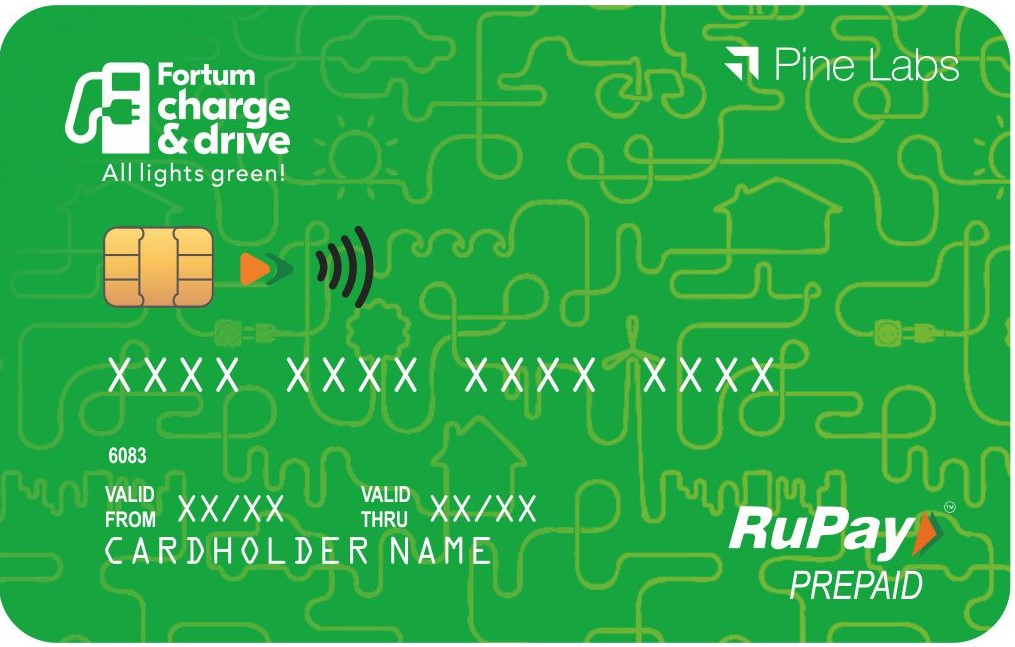 Fortum
charge
& drive
All lights green!
Pine Labs
XXXX XXXX XXXX XXXX
6083
VALID FROM XX/XX VALID THRU XX/XX
CARDHOLDER NAME
RuPay™
PREPAID